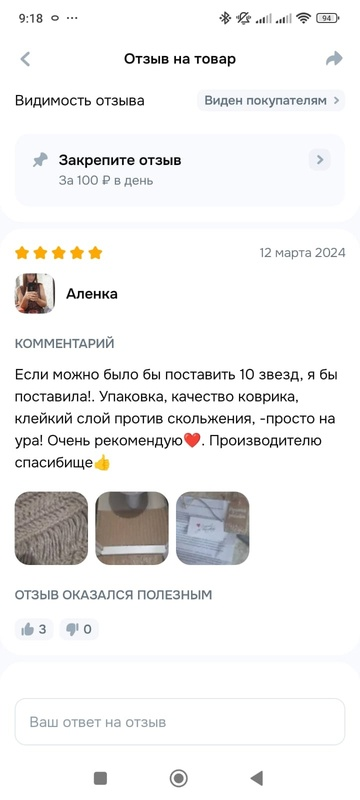 9:18
94
Отзыв на товар
Видимость отзыва Виден покупателям
Закрепите отзыв
За 100 ₽ в день
12 марта 2024
Аленка
КОММЕНТАРИЙ
Если можно было бы поставить 10 звезд, я бы
поставила!. Упаковка, качество коврика,
клейкий слой против скольжения, -просто на
ура! Очень рекомендую❤️. Производителю
спасибище👍
ОТЗЫВ ОКАЗАЛСЯ ПОЛЕЗНЫМ
3 0
Ваш ответ на отзыв